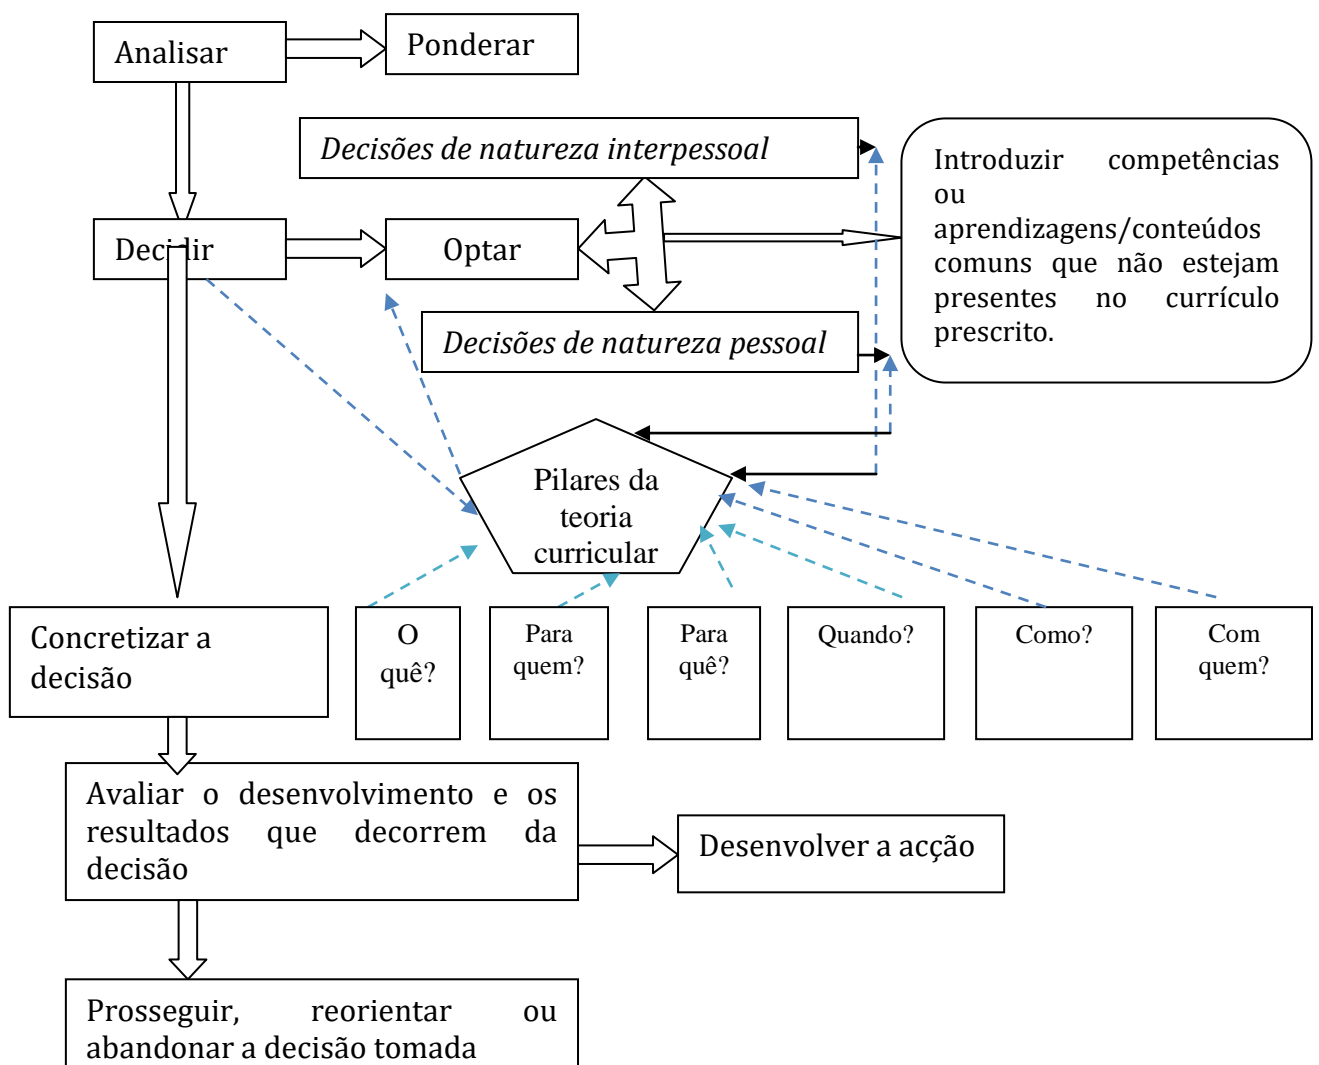 Analisar
Ponderar
Decisões de natureza interpessoal
Introduzir competências
ou
aprendizagens/conteúdos
comuns que não estejam
presentes no currículo
prescrito.
Decidir
Optar
Decisões de natureza pessoal
Pilares da
teoria
curricular
Concretizar a
decisão
O
quê?
Para
quem?
Para
quê?
Quando?
Como?
Com
quem?
Avaliar o desenvolvimento e os
resultados que decorrem da
decisão
Desenvolver a acção
Prosseguir, reorientar ou
abandonar a decisão tomada